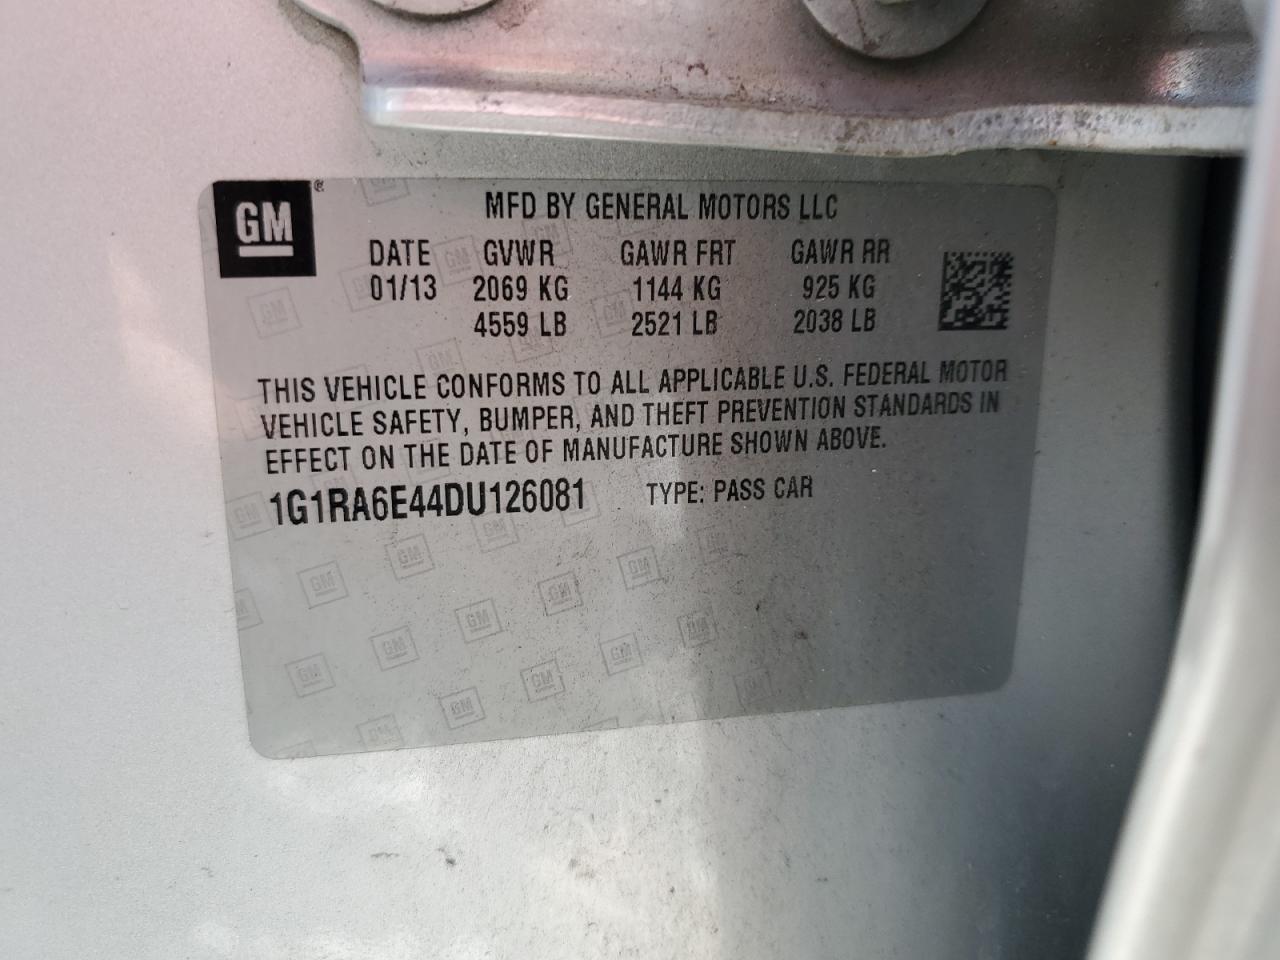 GM ®
MFD BY GENERAL MOTORS LLC
DATE GVWR GAWR FRT GAWR RR
01/13 2069 KG 1144 KG 925 KG
4559 LB 2521 LB 2038 LB
THIS VEHICLE CONFORMS TO ALL APPLICABLE U.S. FEDERAL MOTOR
VEHICLE SAFETY, BUMPER, AND THEFT PREVENTION STANDARDS IN
EFFECT ON THE DATE OF MANUFACTURE SHOWN ABOVE.
1G1RA6E44DU126081 TYPE: PASS CAR